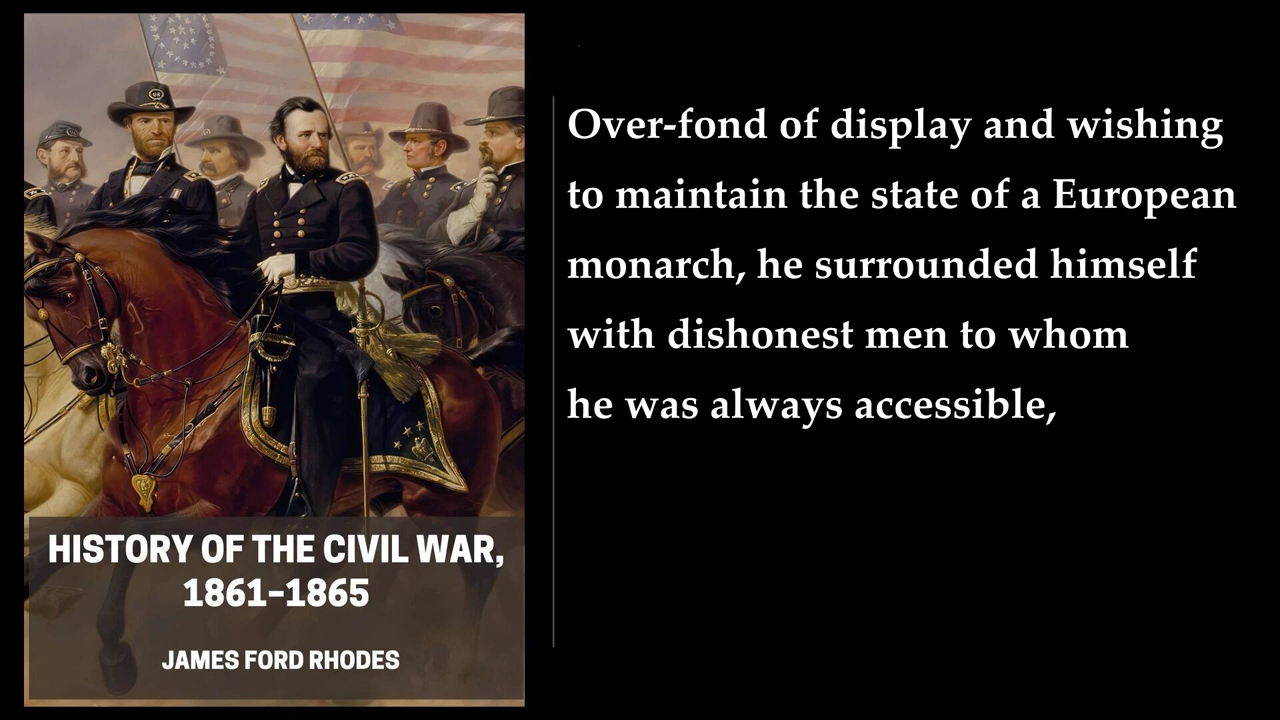 HISTORY OF THE CIVIL WAR,
1861–1865
JAMES FORD RHODES
Over-fond of display and wishing
to maintain the state of a European
monarch, he surrounded himself
with dishonest men to whom
he was always accessible,